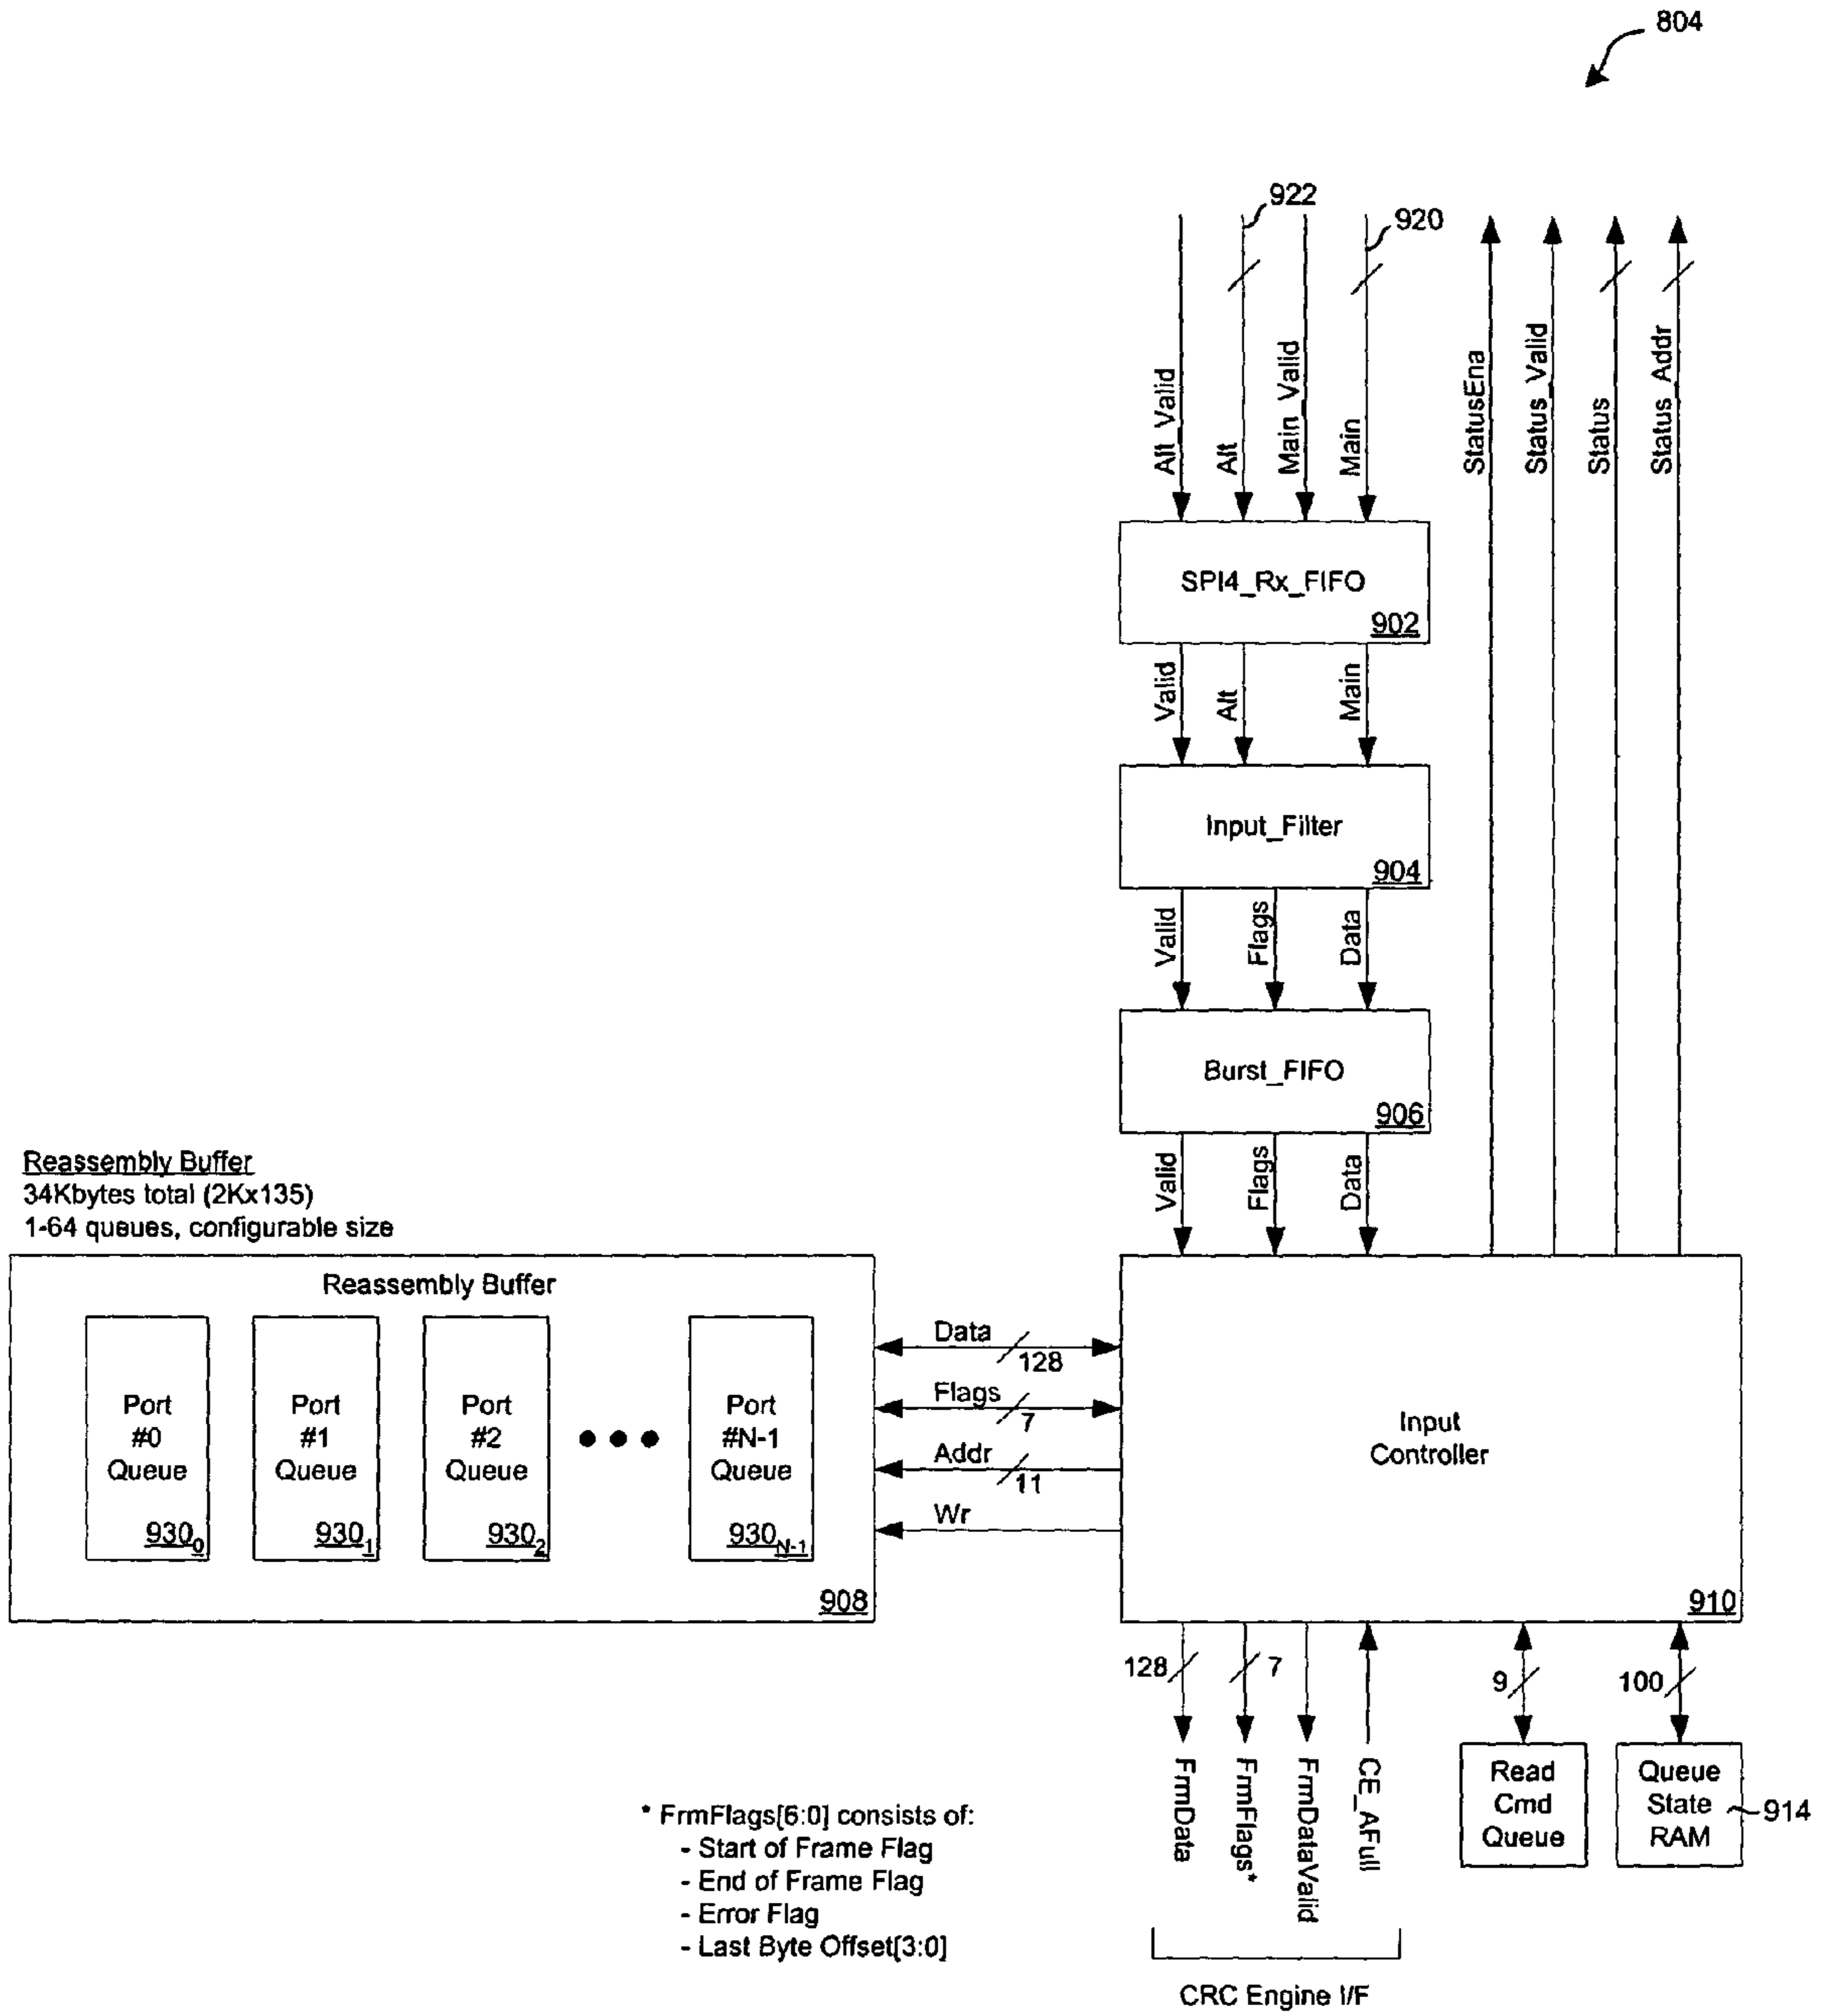 804
922
920
Alt_Valid
Alt
Main_Valid
Main
StatusEna
Status_Valid
Status
Status_Addr
SPI4_Rx_FIFO
902
Valid
Alt
Main
Input_Filter
904
Valid
Flags
Data
Burst_FIFO
906
Valid
Flags
Data
Reassembly Buffer
34Kbytes total (2Kx135)
1-64 queues, configurable size
Reassembly Buffer
Port
#0
Queue
930₀
Port
#1
Queue
930₁
Port
#2
Queue
930₂
Port
#N-1
Queue
930N-1
908
Data
128
Flags
7
Addr
11
Wr
Input
Controller
910
128
7
9
100
FrmData
FrmFlags*
FrmDataValid
CE_AFull
Read
Cmd
Queue
Queue
State
RAM
914
* FrmFlags[6:0] consists of:
- Start of Frame Flag
- End of Frame Flag
- Error Flag
- Last Byte Offset[3:0]
CRC Engine I/F